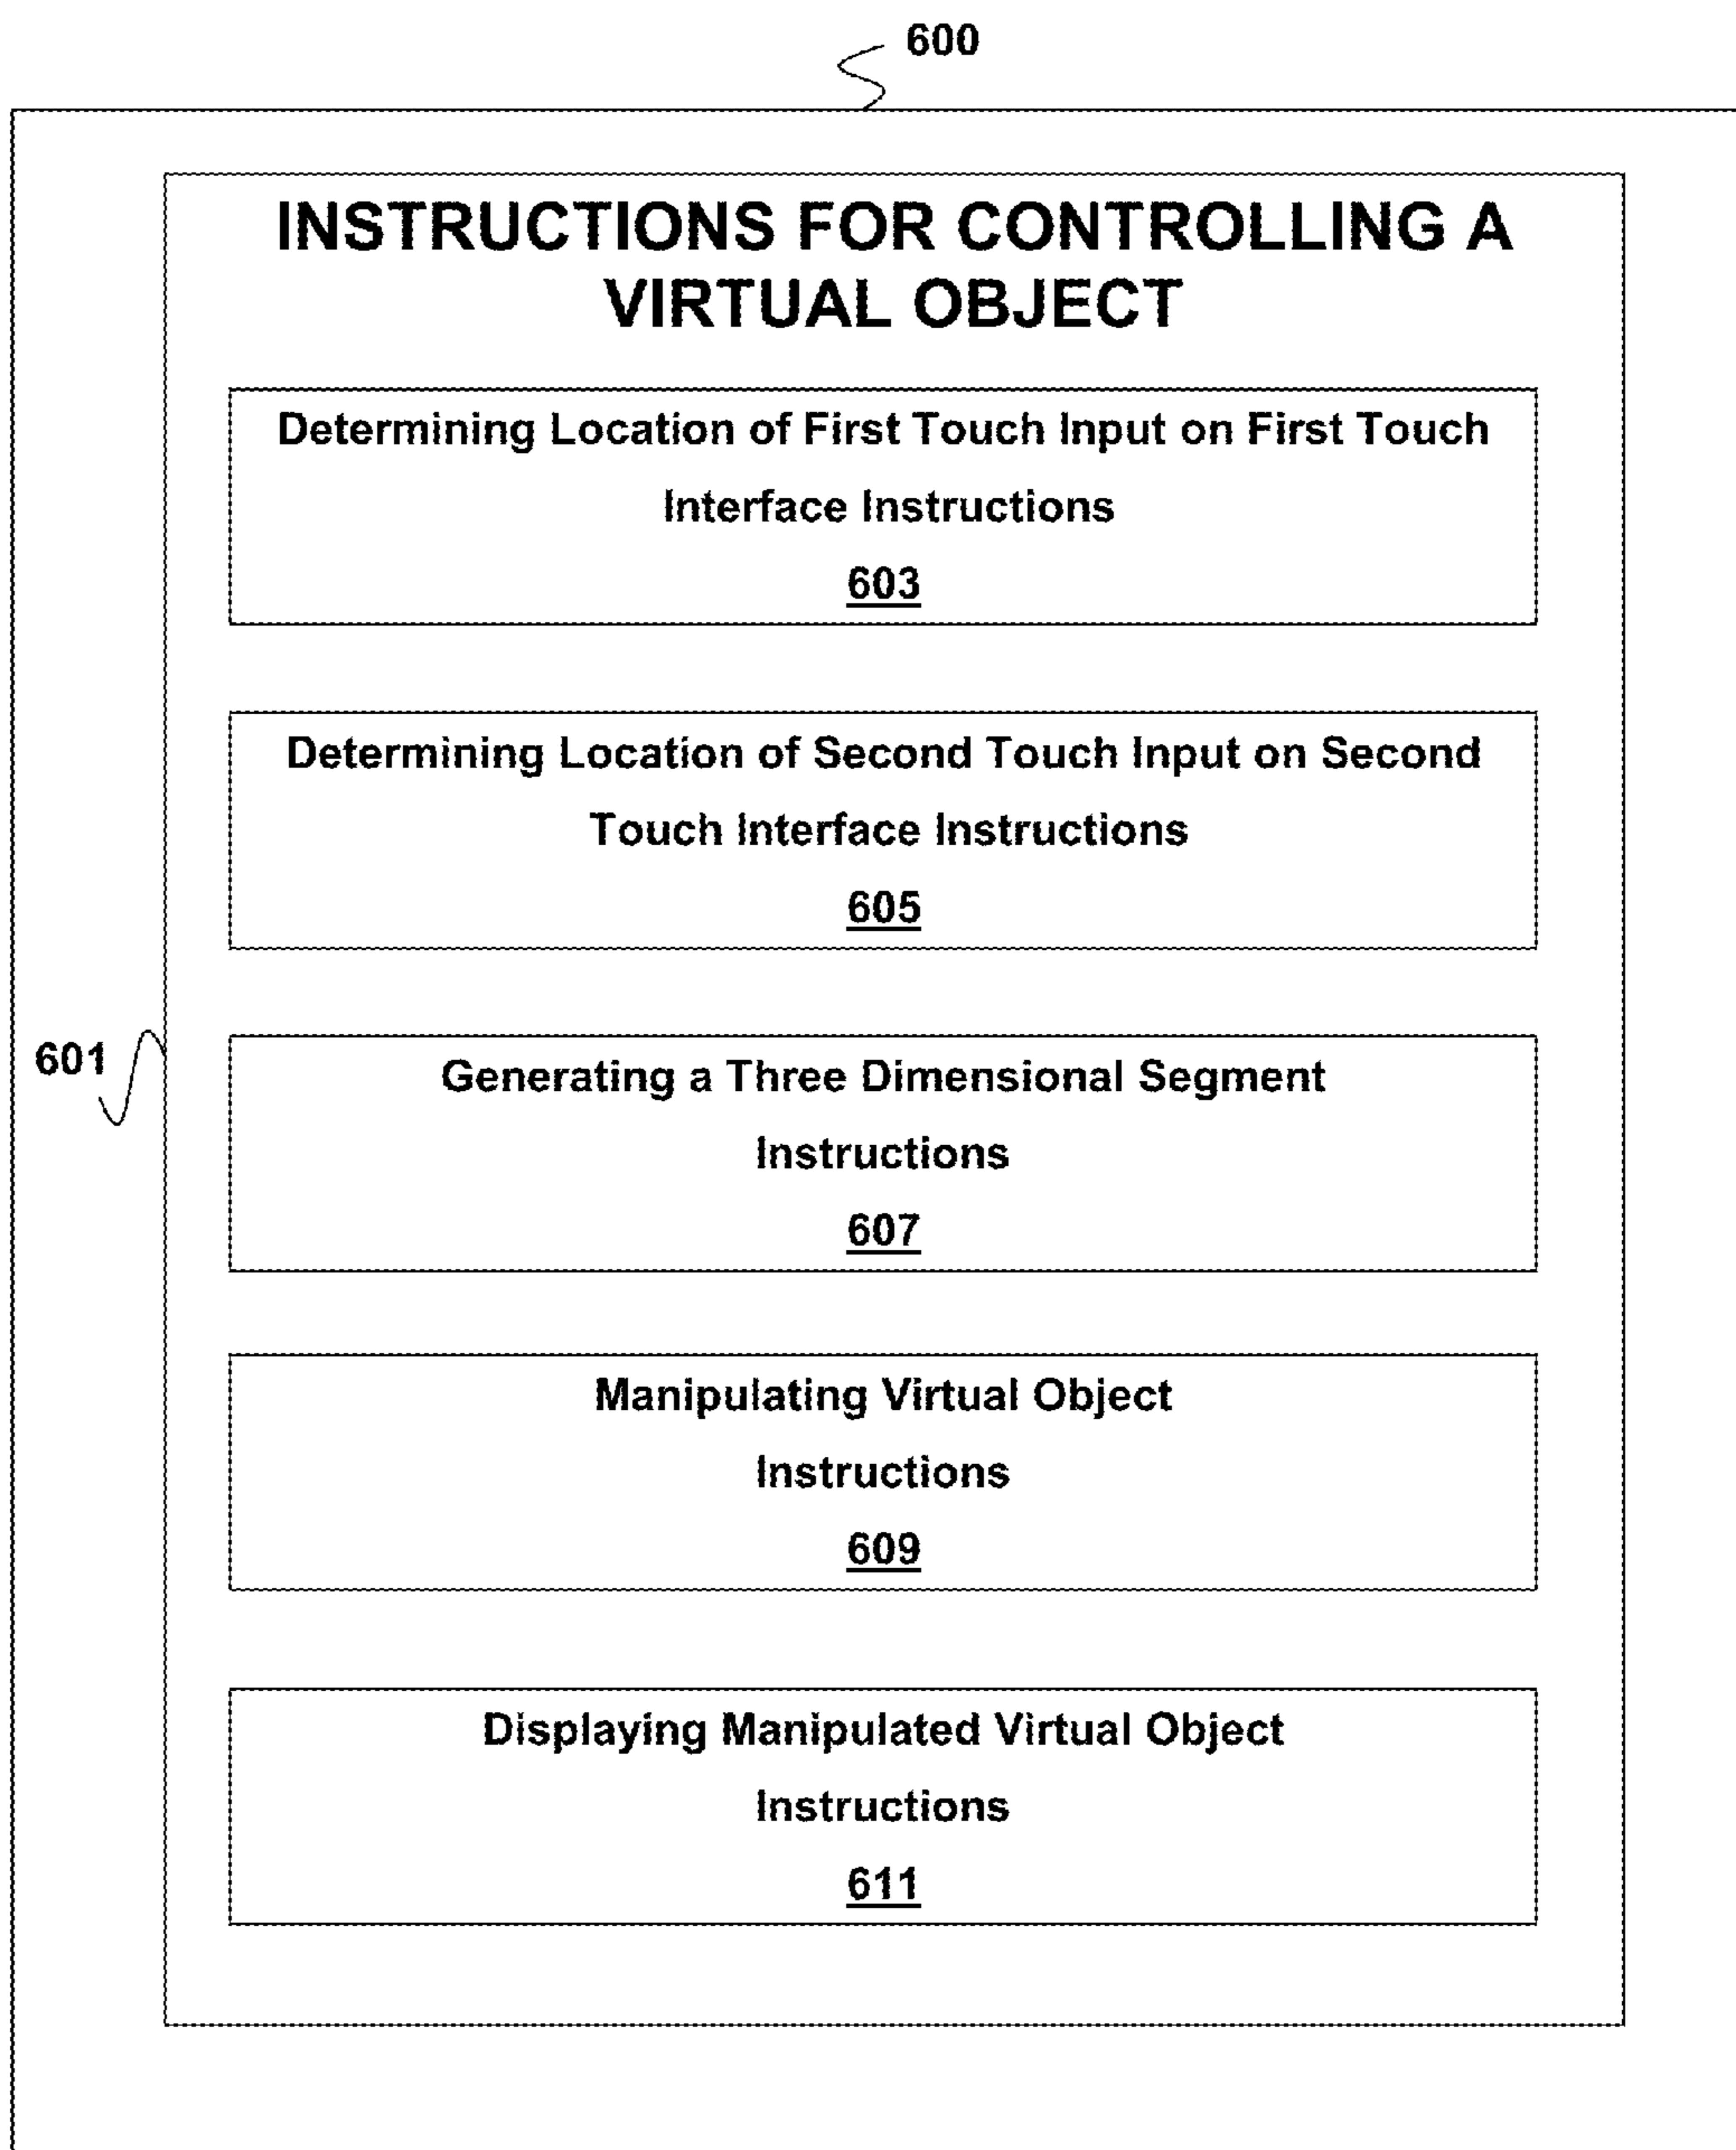 600
INSTRUCTIONS FOR CONTROLLING A
VIRTUAL OBJECT
Determining Location of First Touch Input on First Touch
Interface Instructions
603
Determining Location of Second Touch Input on Second
Touch Interface Instructions
605
601
Generating a Three Dimensional Segment
Instructions
607
Manipulating Virtual Object
Instructions
609
Displaying Manipulated Virtual Object
Instructions
611